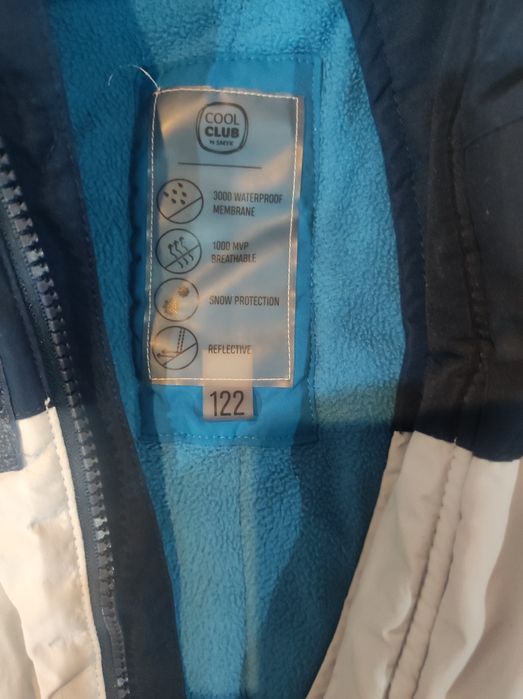 COOL
CLUB
BY SMYK
3000 WATERPROOF
MEMBRANE
1000 MVP
BREATHABLE
SNOW PROTECTION
REFLECTIVE
122